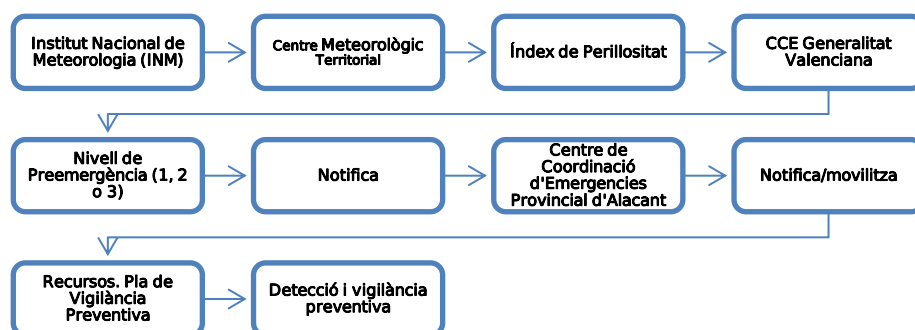 Institut Nacional de
Meteorologia (INM)
Centre Meteorològic
Territorial
Índex de Perillositat
CCE Generalitat
Valenciana
Nivell de
Preemergència (1, 2
o 3)
Notifica
Centre de
Coordinació
d'Emergencies
Provincial d'Alacant
Notifica/movilitza
Recursos. Pla de
Vigilància
Preventiva
Detecció i vigilància
preventiva